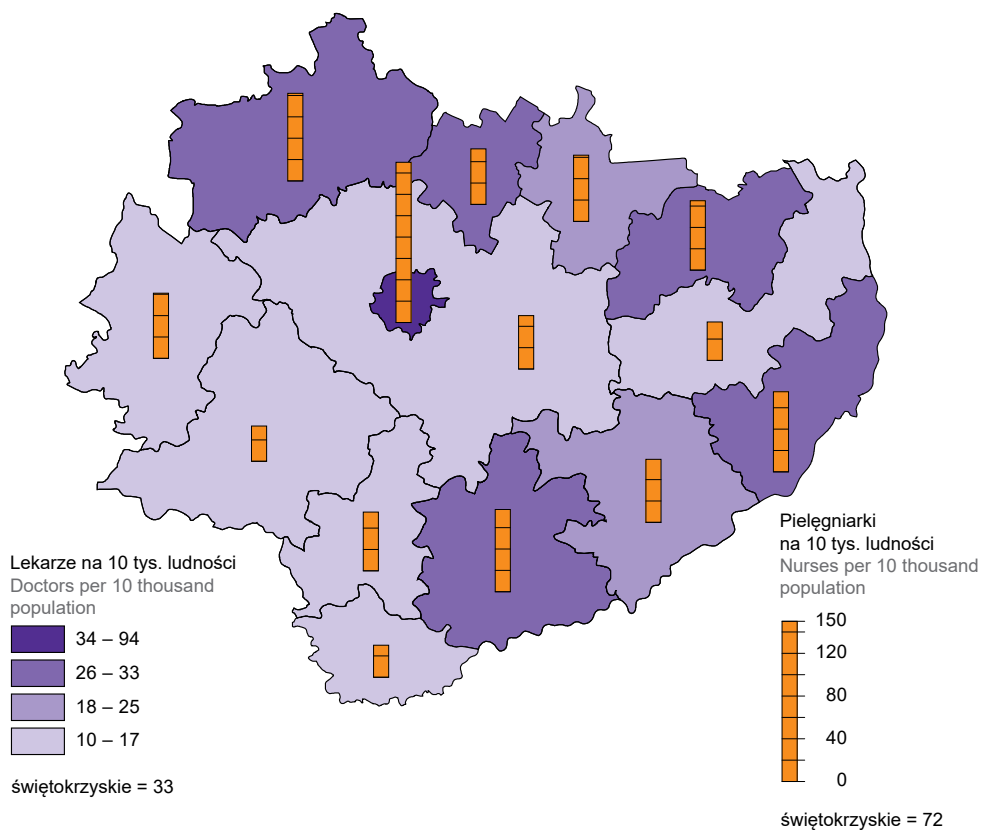 Lekarze na 10 tys. ludności
Doctors per 10 thousand
population
34 – 94
26 – 33
18 – 25
10 – 17
świętokrzyskie = 33
Pielęgniarki
na 10 tys. ludności
Nurses per 10 thousand
population
150
120
80
40
0
świętokrzyskie = 72